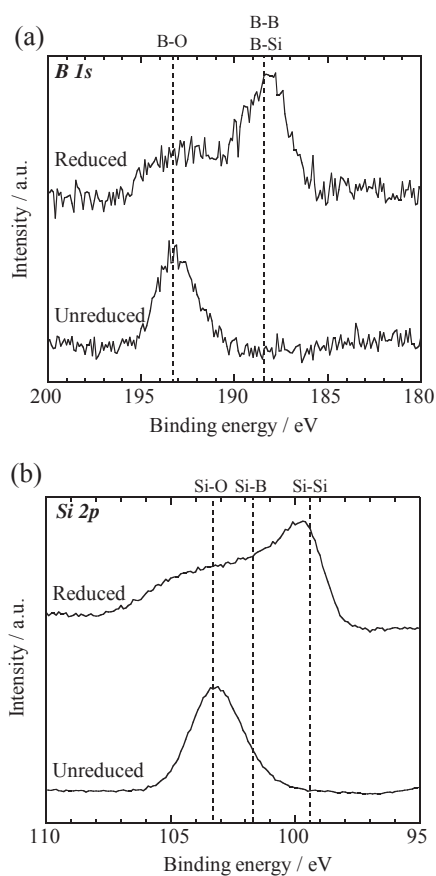 (a)
B-O
B-B
B-Si
B 1s
Reduced
Unreduced
Intensity / a.u.
200 195 190 185 180
Binding energy / eV
(b)
Si-O Si-B Si-Si
Si 2p
Reduced
Unreduced
Intensity / a.u.
110 105 100 95
Binding energy / eV